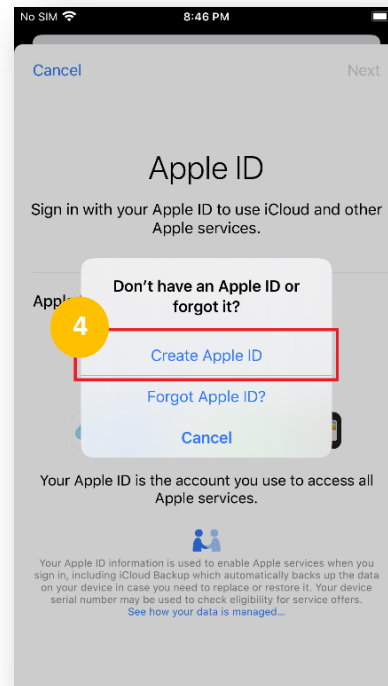 No SIM 8:46 PM
Cancel Next
Apple ID
Sign in with your Apple ID to use iCloud and other
Apple services.
Don't have an Apple ID or
forgot it?
Appl
4
Create Apple ID
Forgot Apple ID?
Cancel
Your Apple ID is the account you use to access all
Apple services.
Your Apple ID information is used to enable Apple services when you
sign in, including iCloud Backup which automatically backs up the data
on your device in case you need to replace or restore it. Your device
serial number may be used to check eligibility for service offers.
See how your data is managed...